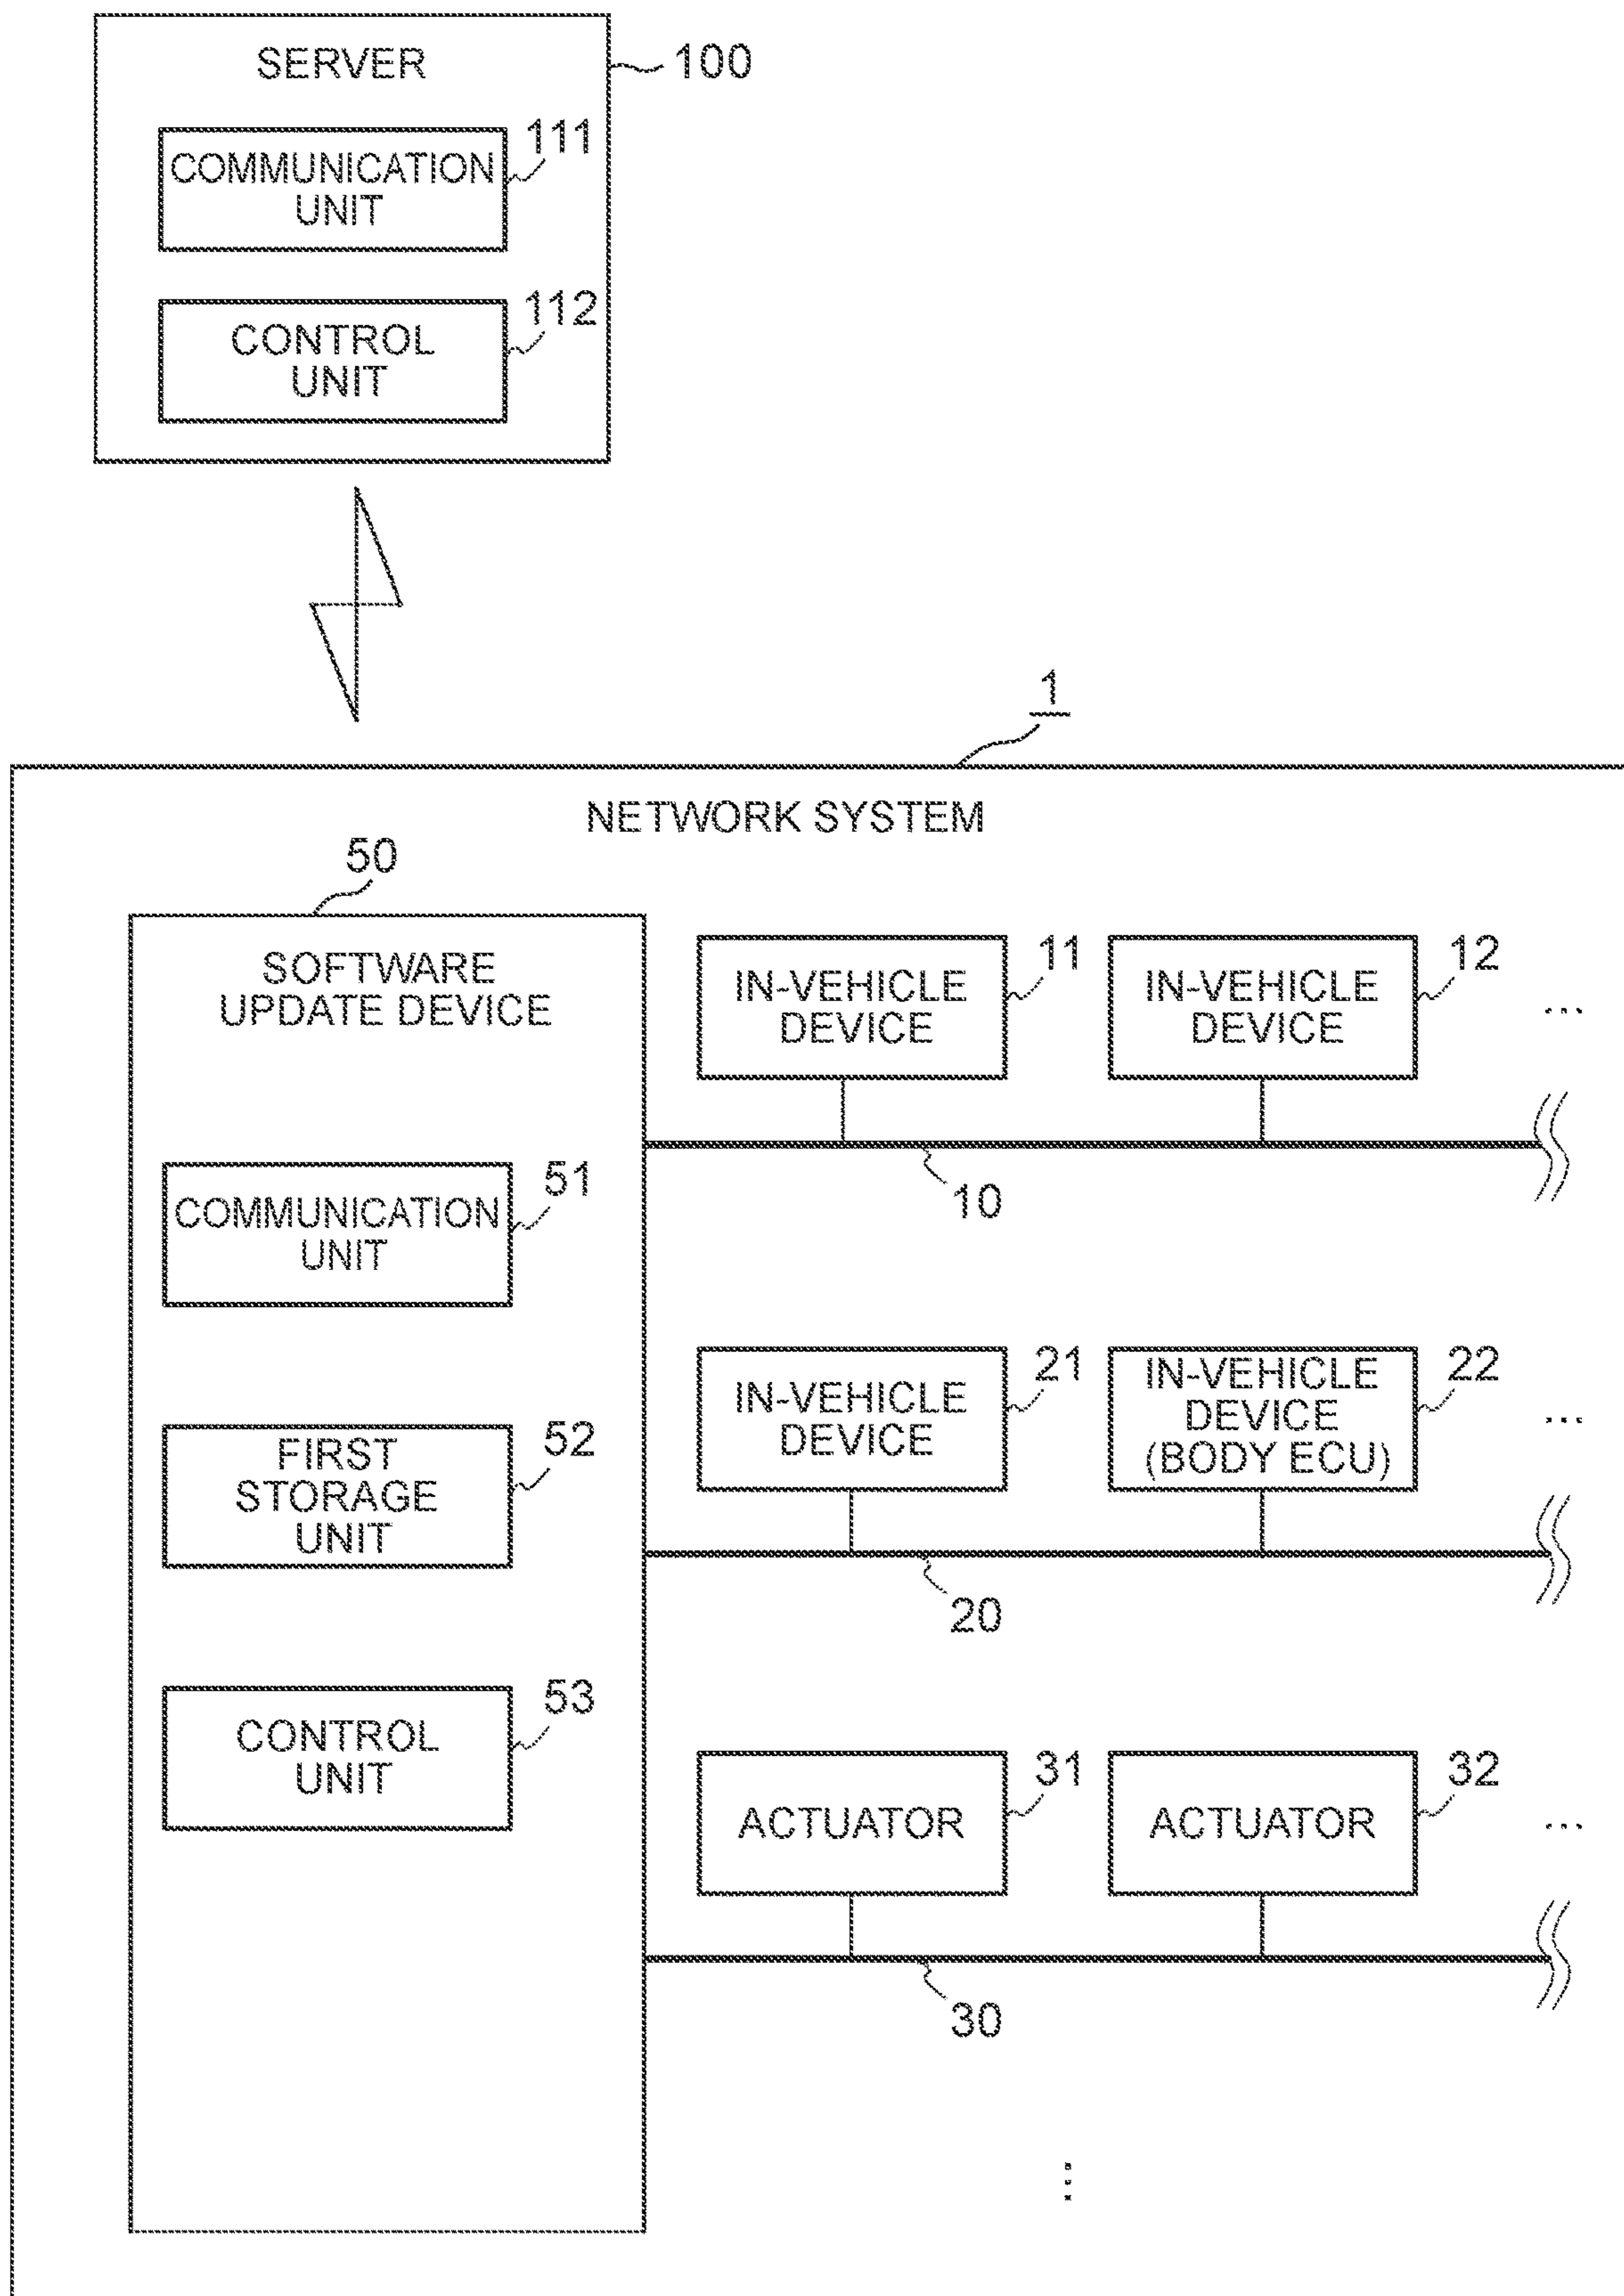 SERVER
100
COMMUNICATION
UNIT
111
CONTROL
UNIT
112
1
NETWORK SYSTEM
50
SOFTWARE
UPDATE DEVICE
IN-VEHICLE
DEVICE
11
IN-VEHICLE
DEVICE
12
...
10
COMMUNICATION
UNIT
51
IN-VEHICLE
DEVICE
21
IN-VEHICLE
DEVICE
(BODY ECU)
22
...
20
FIRST
STORAGE
UNIT
52
CONTROL
UNIT
53
ACTUATOR
31
ACTUATOR
32
...
30